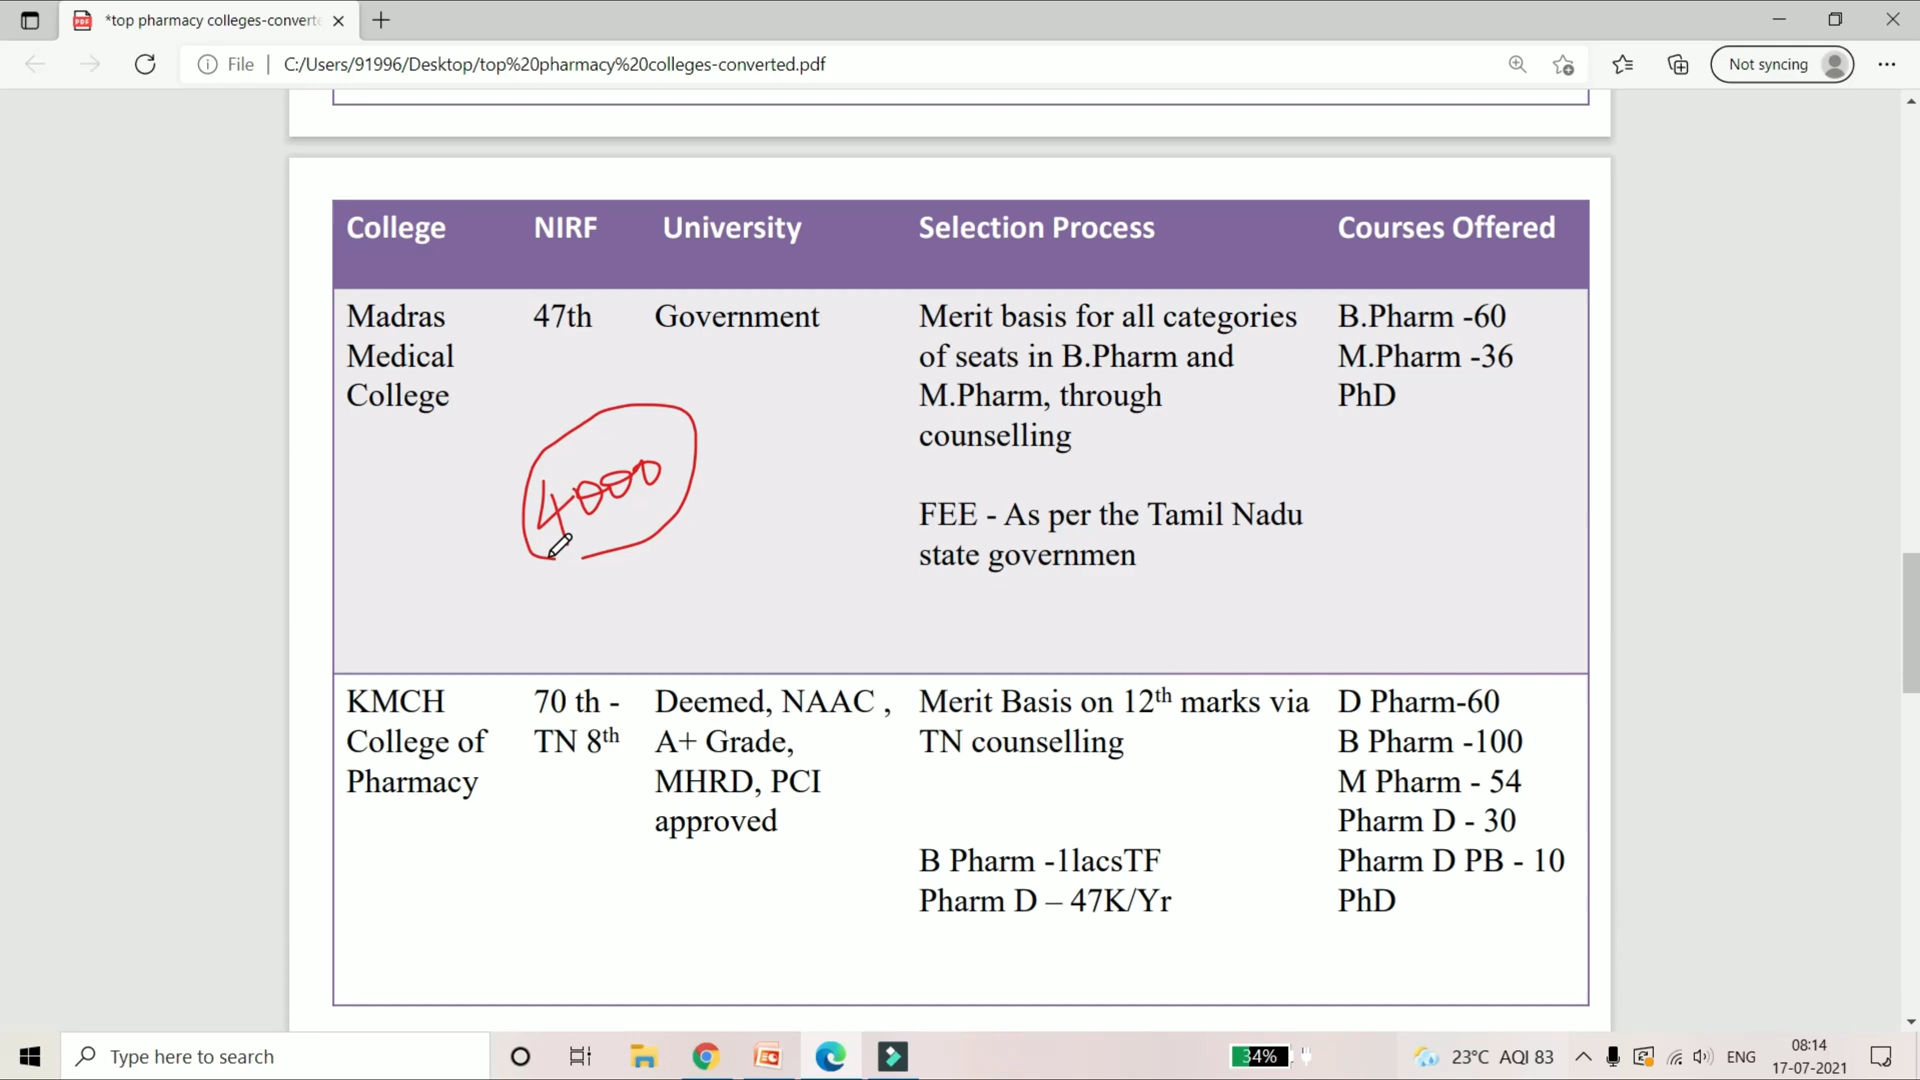 *top pharmacy colleges-converte
File
C:/Users/91996/Desktop/top%20pharmacy%20colleges-converted.pdf
Not syncing
College NIRF University Selection Process Courses Offered
Madras Medical College
47th
Government
Merit basis for all categories
of seats in B.Pharm and
M.Pharm, through
counselling
FEE - As per the Tamil Nadu
state governmen
B.Pharm -60
M.Pharm -36
PhD
4000
KMCH
College of
Pharmacy
70 th -
TN 8th
Deemed, NAAC ,
A+ Grade,
MHRD, PCI
approved
Merit Basis on 12th marks via
TN counselling
B Pharm -1lacsTF
Pharm D – 47K/Yr
D Pharm-60
B Pharm -100
M Pharm - 54
Pharm D - 30
Pharm D PB - 10
PhD
Type here to search
34%
23°C AQI 83
ENG
08:14
17-07-2021